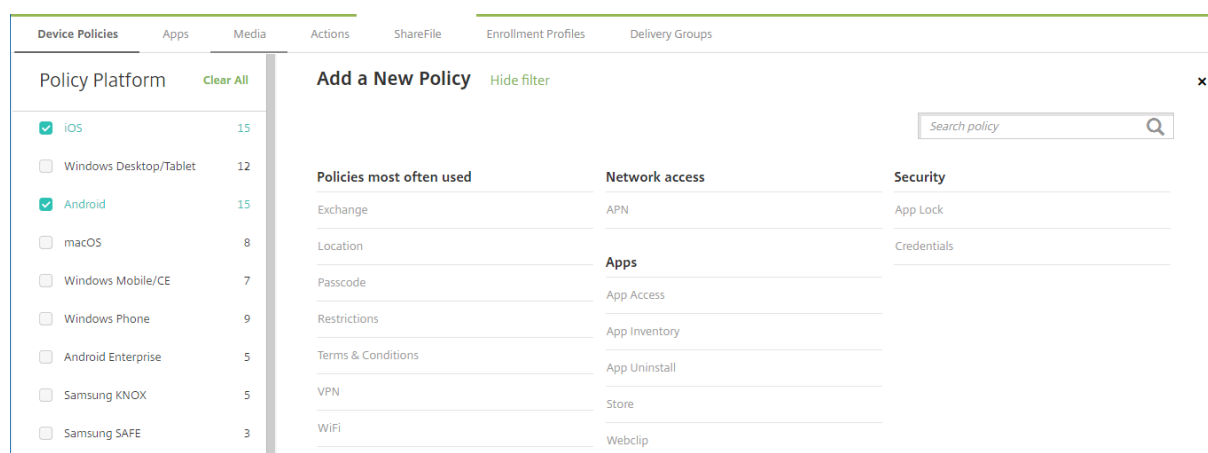 Device Policies Apps Media Actions ShareFile Enrollment Profiles Delivery Groups
Policy Platform Clear All
iOS 15
Windows Desktop/Tablet 12
Android 15
macOS 8
Windows Mobile/CE 7
Windows Phone 9
Android Enterprise 5
Samsung KNOX 5
Samsung SAFE 3
Add a New Policy Hide filter
Search policy
Policies most often used
Exchange
Location
Passcode
Restrictions
Terms & Conditions
VPN
WiFi
Network access
APN
Apps
App Access
App Inventory
App Uninstall
Store
Webclip
Security
App Lock
Credentials